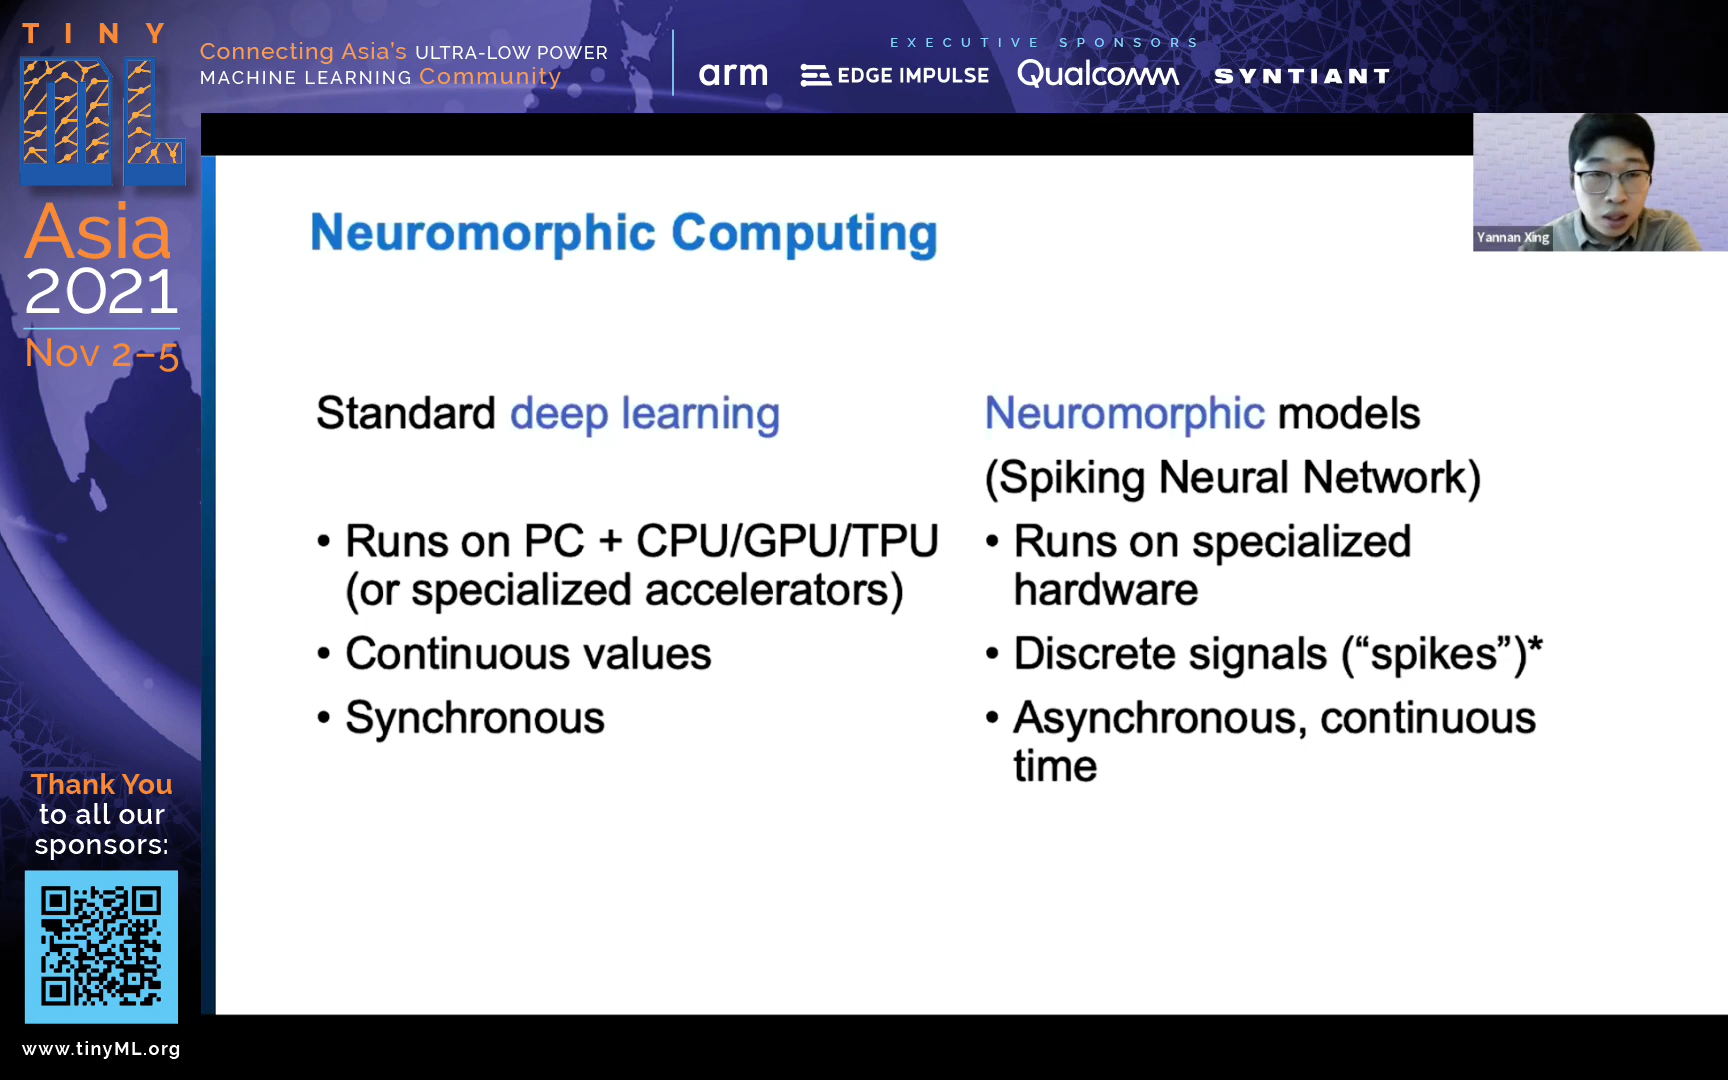 TINY
ML
Asia
2021
Nov 2–5
Connecting Asia's ULTRA-LOW POWER
MACHINE LEARNING Community
EXECUTIVE SPONSORS
arm EDGE IMPULSE Qualcomm SYNTIANT
Yannan Xing
Neuromorphic Computing
Standard deep learning
• Runs on PC + CPU/GPU/TPU
(or specialized accelerators)
• Continuous values
• Synchronous
Neuromorphic models
(Spiking Neural Network)
• Runs on specialized
hardware
• Discrete signals (“spikes”)*
• Asynchronous, continuous
time
Thank You
to all our
sponsors:
www.tinyML.org